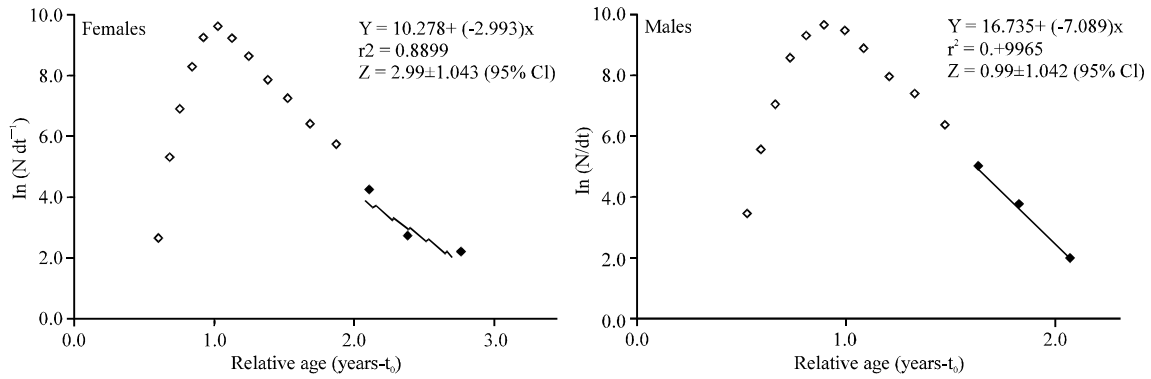 Females
Y = 10.278+ (-2.993)x
r2 = 0.8899
Z = 2.99±1.043 (95% Cl)
ln (N dt⁻¹)
10.0
8.0
6.0
4.0
2.0
0.0
0.0 1.0 2.0 3.0
Relative age (years-t₀)
Males
Y = 16.735+ (-7.089)x
r² = 0.+9965
Z = 0.99±1.042 (95% Cl)
ln (N/dt)
10.0
8.0
6.0
4.0
2.0
0.0
0.0 1.0 2.0
Relative age (years-t₀)